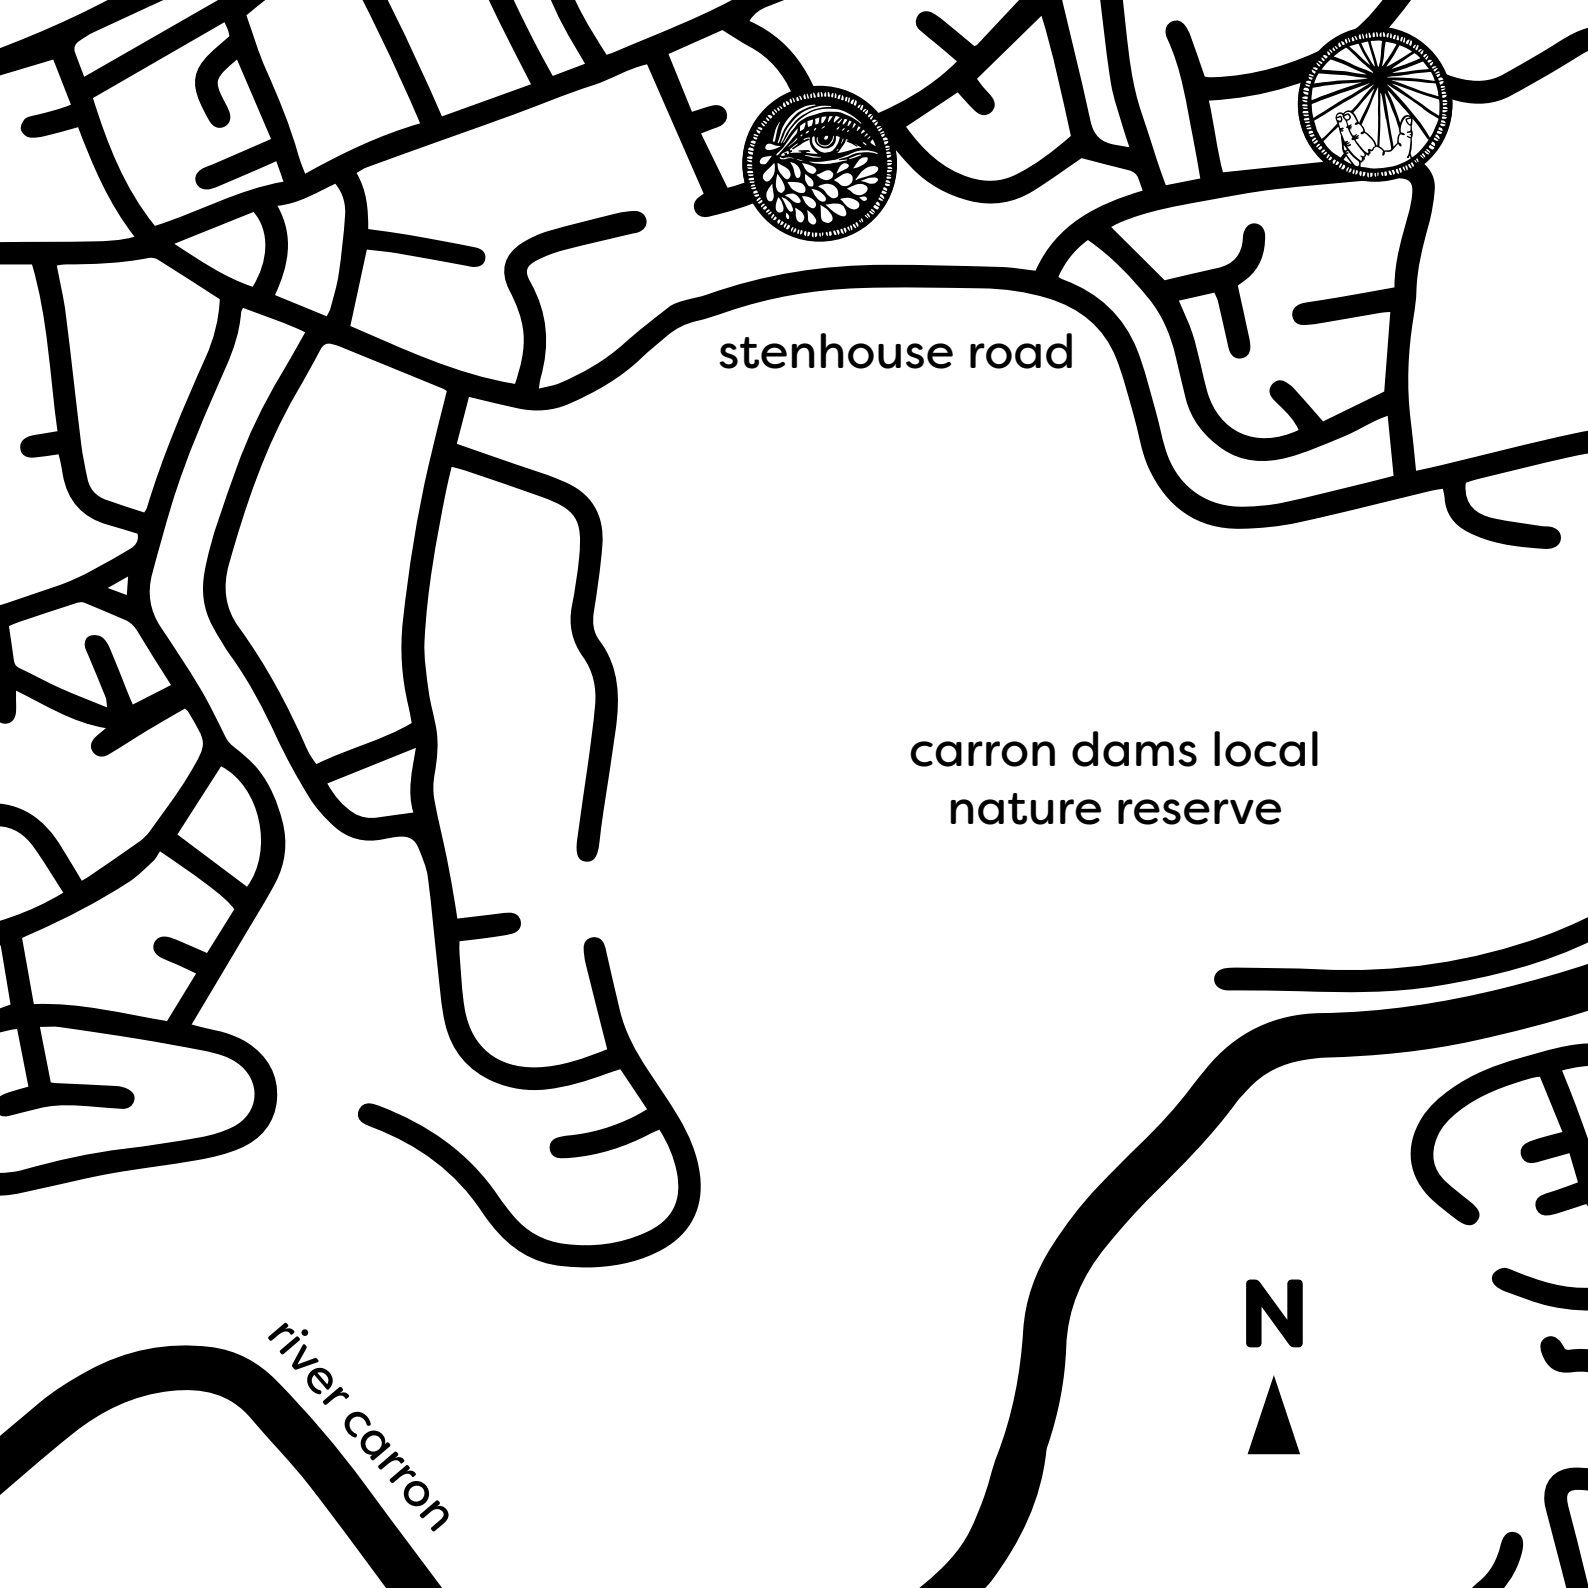 stenhouse road
carron dams local
nature reserve
N
river carron